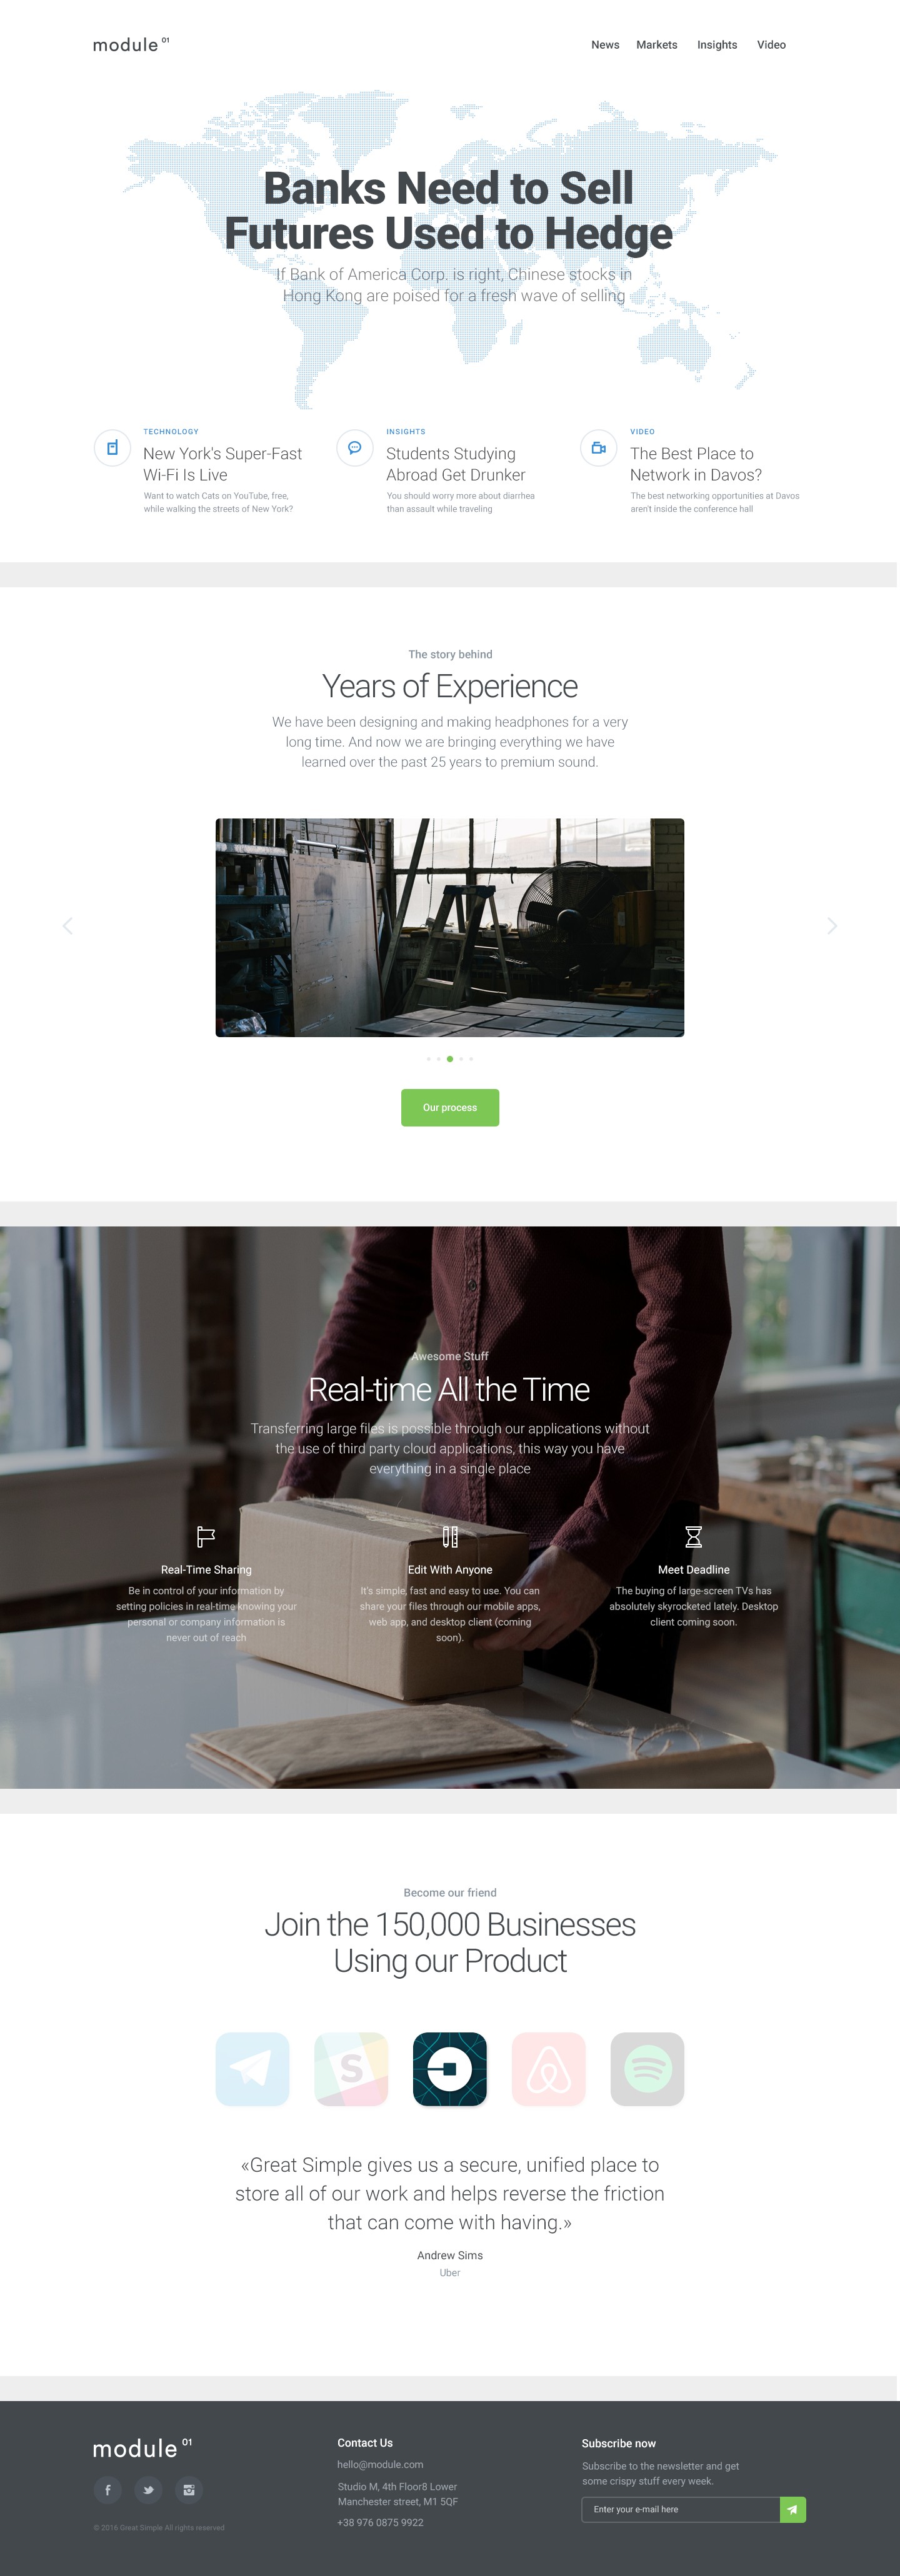 module 01
News Markets Insights Video
Banks Need to Sell
Futures Used to Hedge
If Bank of America Corp. is right, Chinese stocks in
Hong Kong are poised for a fresh wave of selling
TECHNOLOGY
New York's Super-Fast
Wi-Fi Is Live
Want to watch Cats on YouTube, free,
while walking the streets of New York?
INSIGHTS
Students Studying
Abroad Get Drunker
You should worry more about diarrhea
than assault while traveling
VIDEO
The Best Place to
Network in Davos?
The best networking opportunities at Davos
aren't inside the conference hall
The story behind
Years of Experience
We have been designing and making headphones for a very
long time. And now we are bringing everything we have
learned over the past 25 years to premium sound.
Our process
Awesome Stuff
Real-time All the Time
Transferring large files is possible through our applications without
the use of third party cloud applications, this way you have
everything in a single place
Real-Time Sharing
Be in control of your information by
setting policies in real-time knowing your
personal or company information is
never out of reach
Edit With Anyone
It's simple, fast and easy to use. You can
share your files through our mobile apps,
web app, and desktop client (coming
soon).
Meet Deadline
The buying of large-screen TVs has
absolutely skyrocketed lately. Desktop
client coming soon.
Become our friend
Join the 150,000 Businesses
Using our Product
S
«Great Simple gives us a secure, unified place to
store all of our work and helps reverse the friction
that can come with having.»
Andrew Sims
Uber
module 01
© 2016 Great Simple All rights reserved
Contact Us
hello@module.com
Studio M, 4th Floor8 Lower
Manchester street, M1 5QF
+38 976 0875 9922
Subscribe now
Subscribe to the newsletter and get
some crispy stuff every week.
Enter your e-mail here